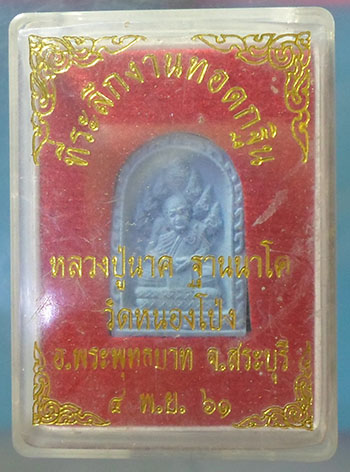 ที่ระลึกงานทอดกฐิน
หลวงปู่นาค ฐานนาโค
วัดหนองโป่ง
อ.พระพุทธบาท จ.สระบุรี
๔ พ.ย. ๖๑